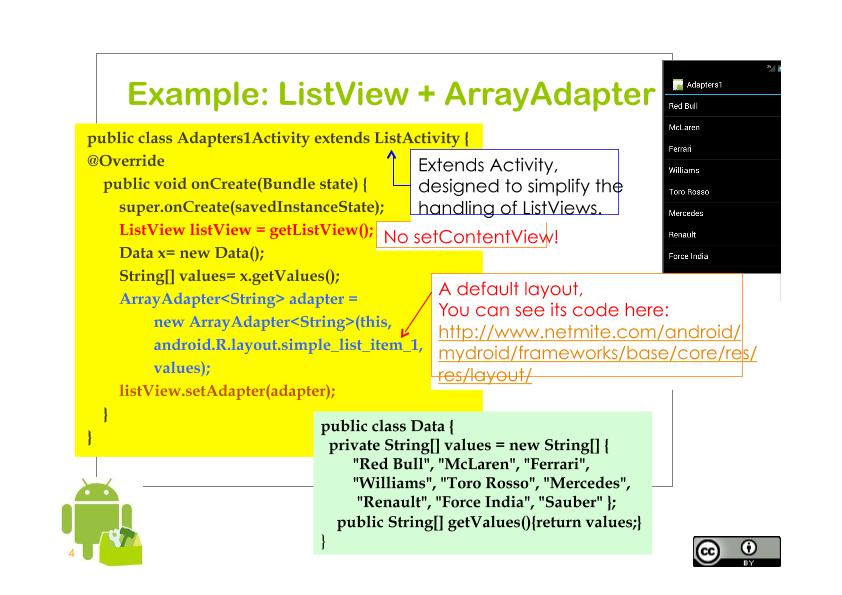 Example: ListView + ArrayAdapter
public class Adapters1Activity extends ListActivity {
@Override
public void onCreate(Bundle state) {
super.onCreate(savedInstanceState);
ListView listView = getListView();
Data x= new Data();
String[] values= x.getValues();
ArrayAdapter<String> adapter =
new ArrayAdapter<String>(this,
android.R.layout.simple_list_item_1,
values);
listView.setAdapter(adapter);
}
}
Extends Activity,
designed to simplify the
handling of ListViews.
No setContentView!
A default layout,
You can see its code here:
http://www.netmite.com/android/
mydroid/frameworks/base/core/res/
res/layout/
public class Data {
private String[] values = new String[] {
"Red Bull", "McLaren", "Ferrari",
"Williams", "Toro Rosso", "Mercedes",
"Renault", "Force India", "Sauber" };
public String[] getValues(){return values;}
}
Adapters1
Red Bull
McLaren
Ferrari
Williams
Toro Rosso
Mercedes
Renault
Force India
4
cc
BY